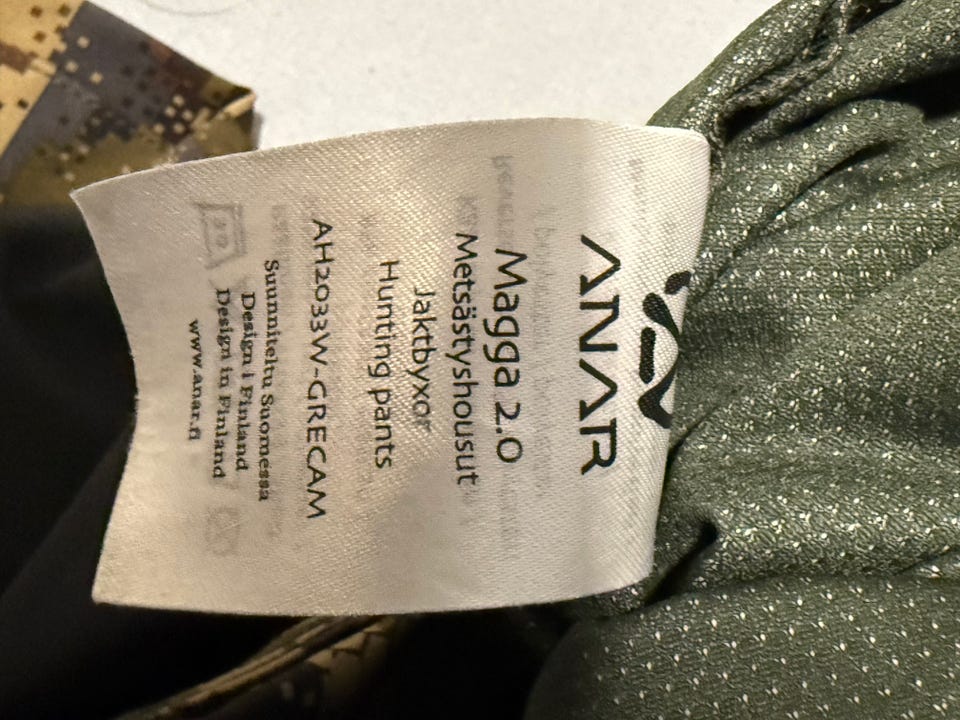 ANAR
Magga 2.0
Metsästyshousut
Jaktbyxor
Hunting pants
AH2033W-GRECAM
Suunniteltu Suomessa
Design i Finland
Design in Finland
www.anar.fi